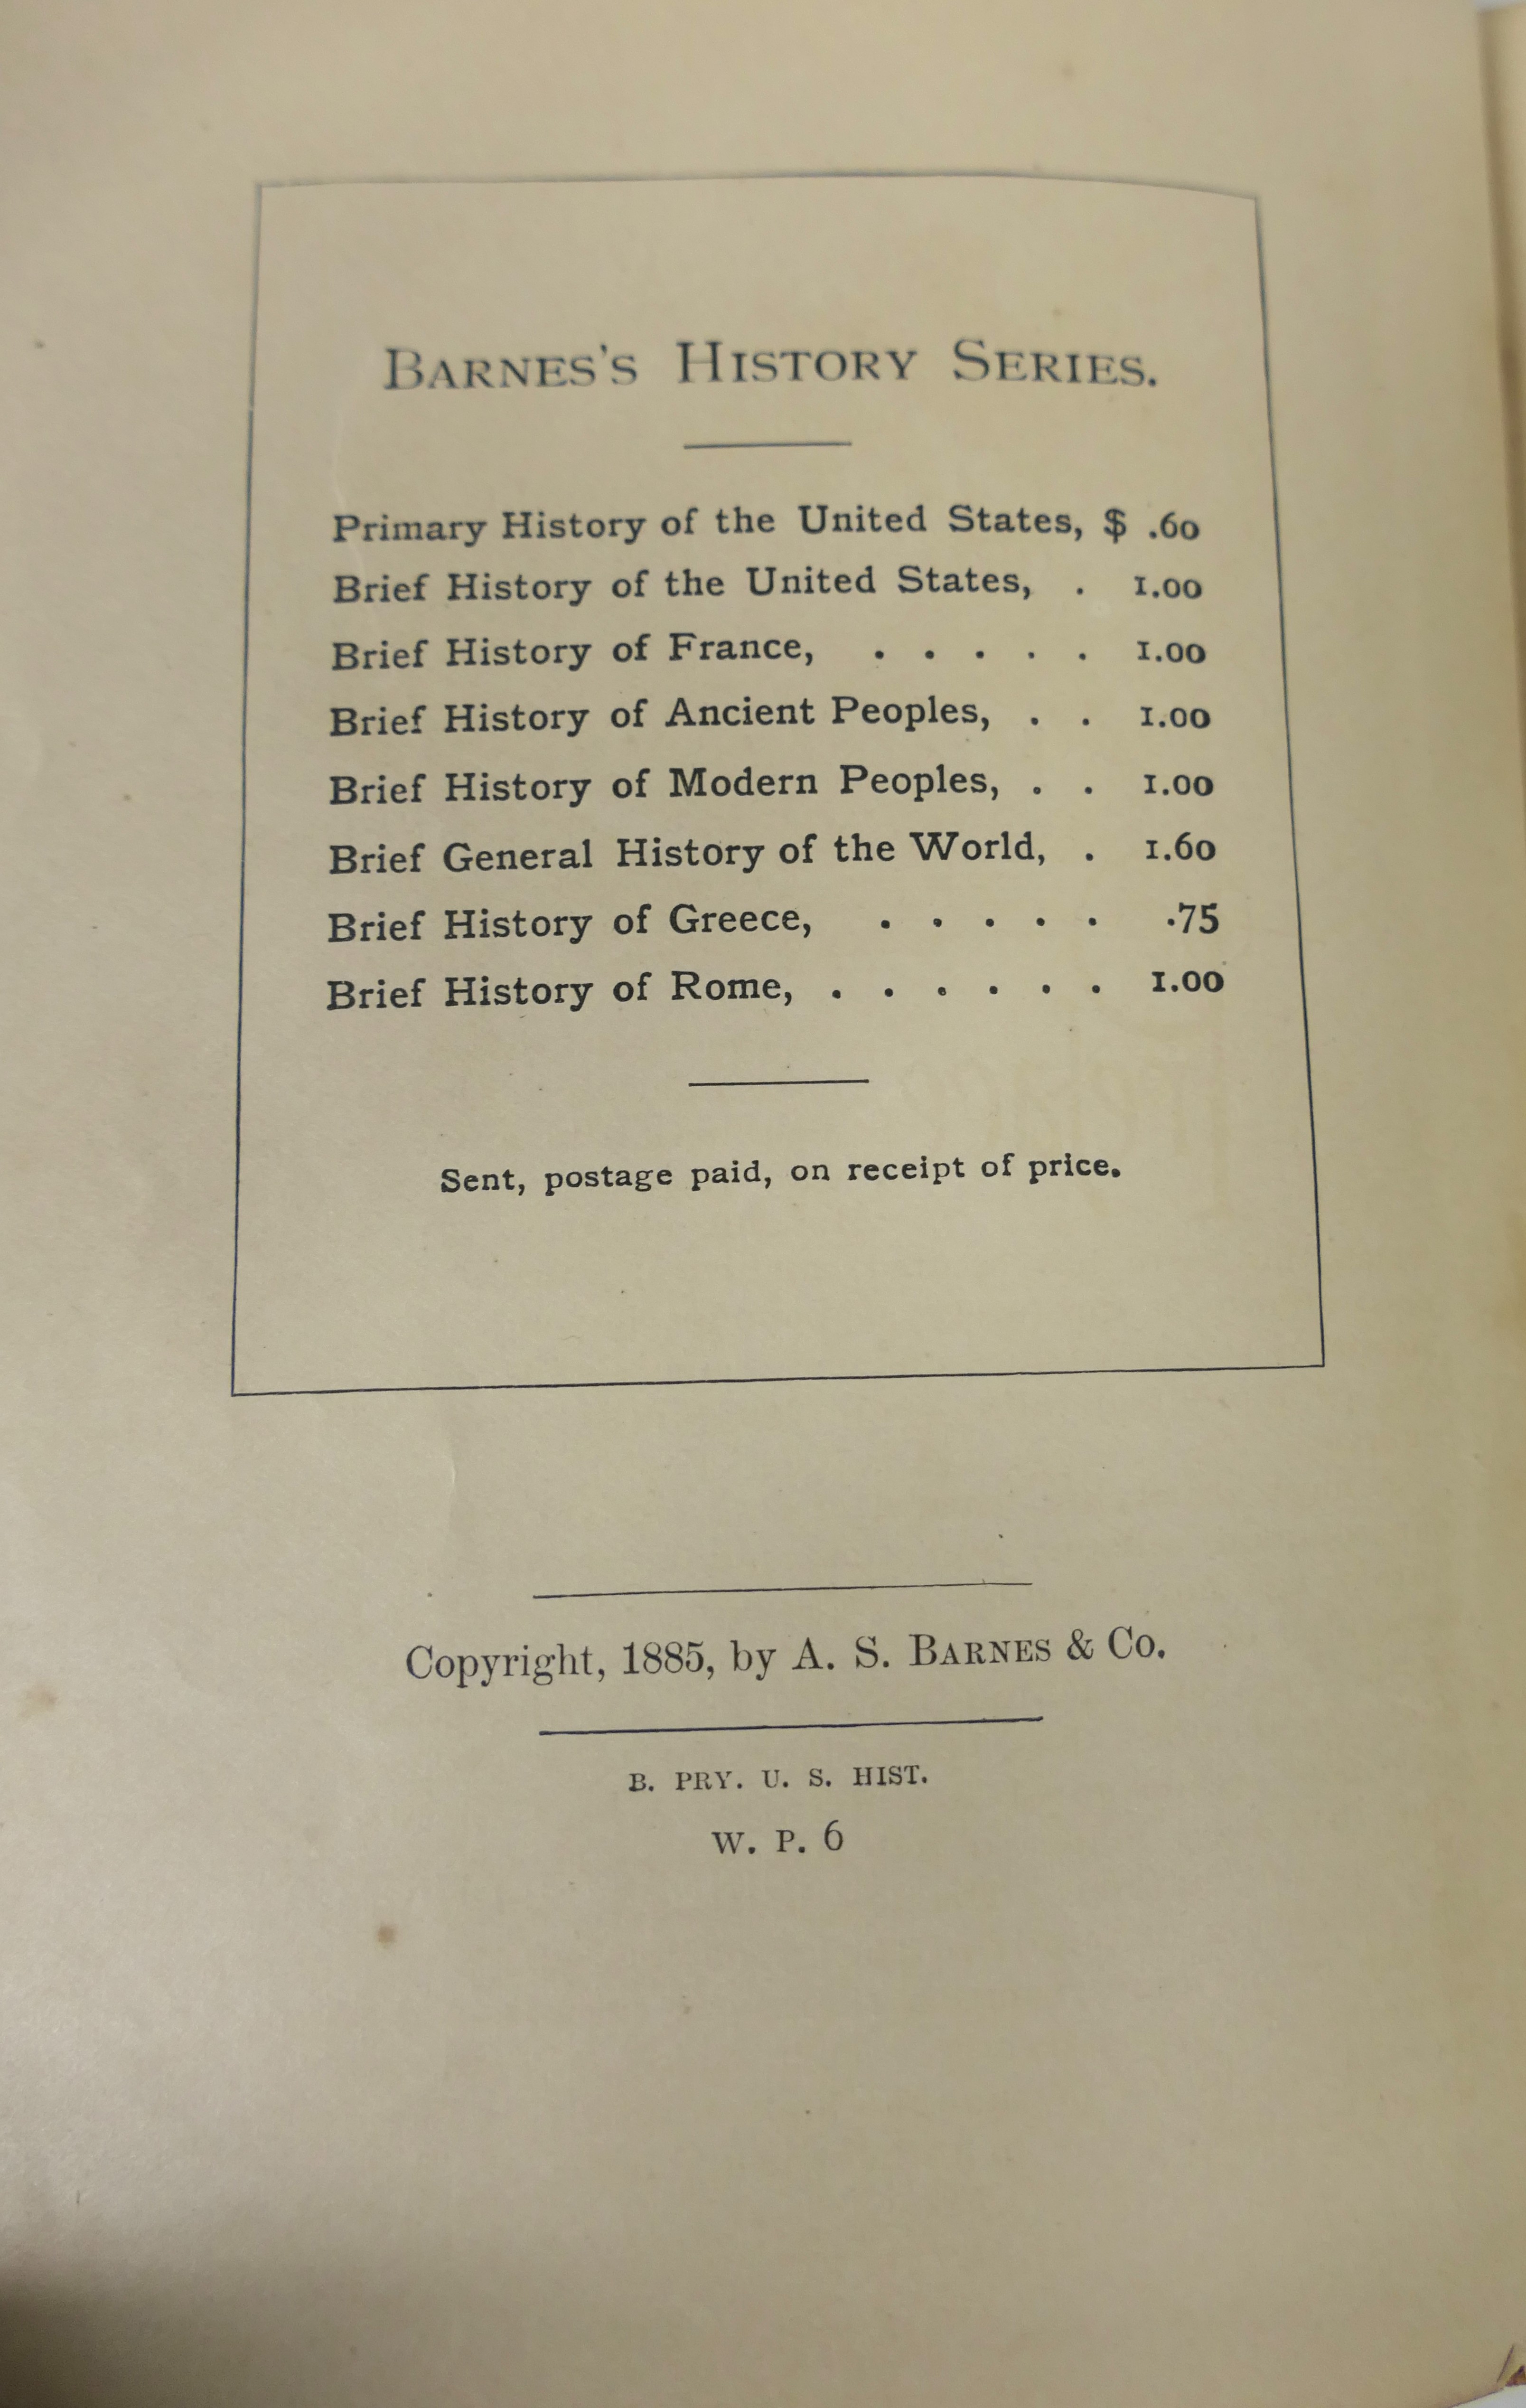 BARNES'S HISTORY SERIES.
Primary History of the United States, $ .60
Brief History of the United States, . 1.00
Brief History of France, . . . . . 1.00
Brief History of Ancient Peoples, . . 1.00
Brief History of Modern Peoples, . . 1.00
Brief General History of the World, . 1.60
Brief History of Greece, . . . . . .75
Brief History of Rome, . . . . . . 1.00
Sent, postage paid, on receipt of price.
Copyright, 1885, by A. S. BARNES & Co.
B. PRY. U. S. HIST.
W. P. 6